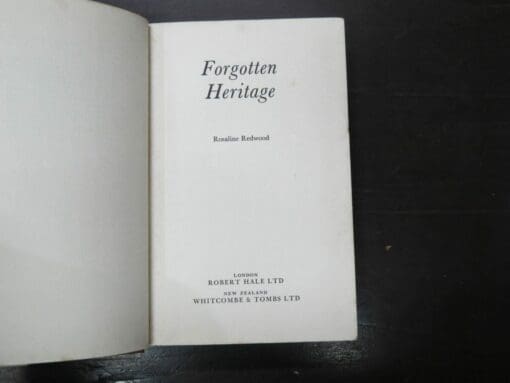 Forgotten
Heritage
Rosaline Redwood
LONDON
ROBERT HALE LTD
NEW ZEALAND
WHITCOMBE & TOMBS LTD